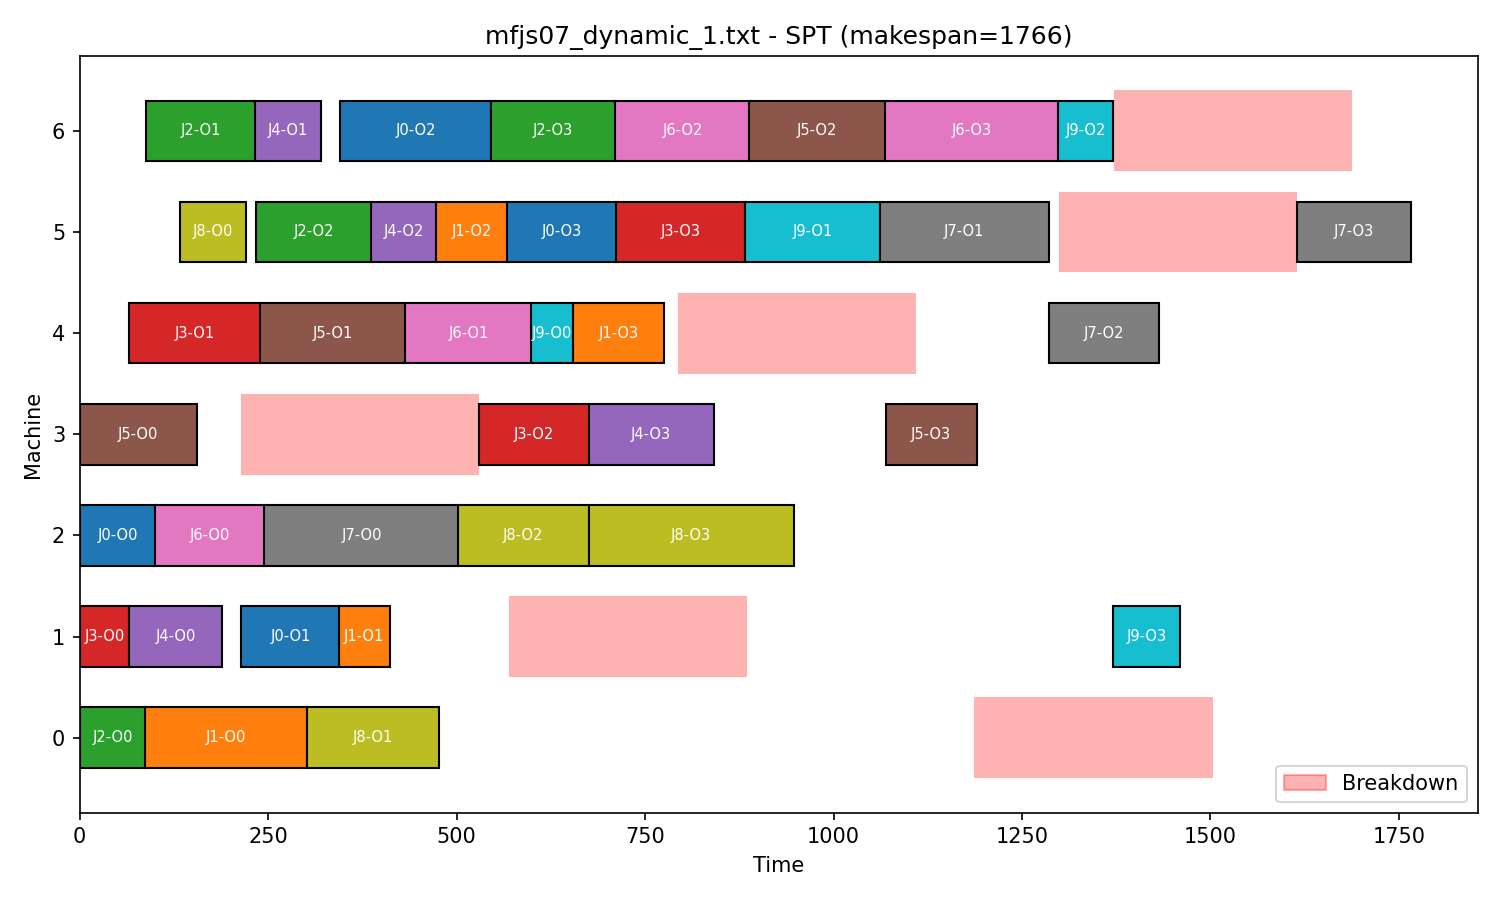 mfjs07_dynamic_1.txt - SPT (makespan=1766)
6
J2-O1 J4-O1 J0-O2 J2-O3 J6-O2 J5-O2 J6-O3 J9-O2
5
J8-O0 J2-O2 J4-O2 J1-O2 J0-O3 J3-O3 J9-O1 J7-O1 J7-O3
4
J3-O1 J5-O1 J6-O1 J9-O0 J1-O3 J7-O2
3
J5-O0 J3-O2 J4-O3 J5-O3
2
J0-O0 J6-O0 J7-O0 J8-O2 J8-O3
1
J3-O0 J4-O0 J0-O1 J1-O1 J9-O3
0
J2-O0 J1-O0 J8-O1
Machine
Breakdown
0 250 500 750 1000 1250 1500 1750
Time